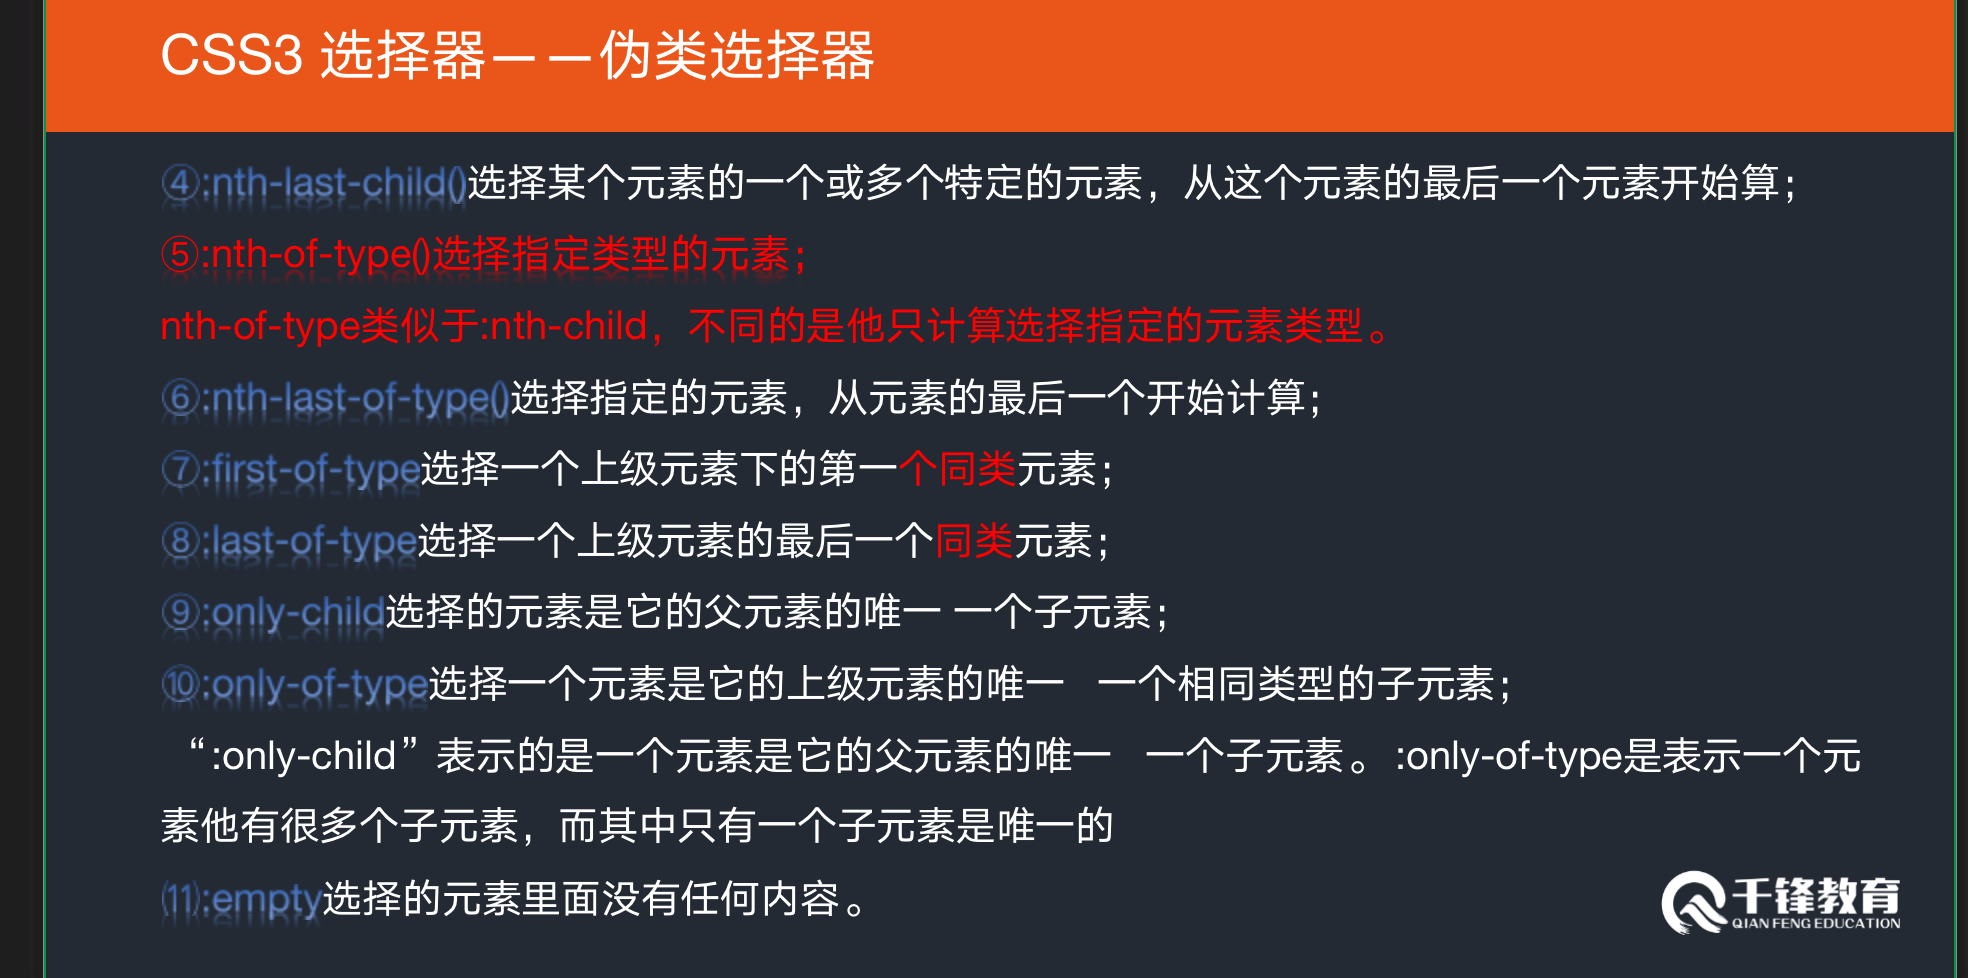 CSS3 选择器——伪类选择器
④:nth-last-child()选择某个元素的一个或多个特定的元素，从这个元素的最后一个元素开始算；
⑤:nth-of-type()选择指定类型的元素；
nth-of-type类似于:nth-child，不同的是他只计算选择指定的元素类型。
⑥:nth-last-of-type()选择指定的元素，从元素的最后一个开始计算；
⑦:first-of-type选择一个上级元素下的第一个同类元素；
⑧:last-of-type选择一个上级元素的最后一个同类元素；
⑨:only-child选择的元素是它的父元素的唯一 一个子元素；
⑩:only-of-type选择一个元素是它的上级元素的唯一  一个相同类型的子元素；
“:only-child”表示的是一个元素是它的父元素的唯一  一个子元素。:only-of-type是表示一个元
素他有很多个子元素，而其中只有一个子元素是唯一的
⑾:empty选择的元素里面没有任何内容。
千锋教育
QIAN FENG EDUCATION